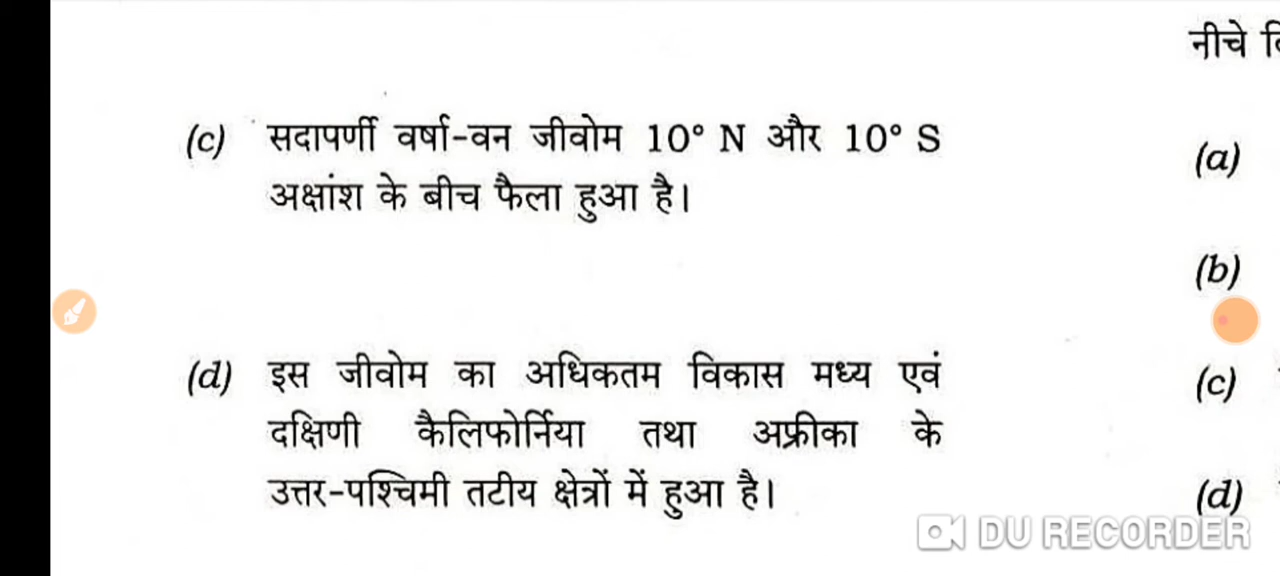 (c) सदापर्णी वर्षा-वन जीवोम 10° N और 10° S
अक्षांश के बीच फैला हुआ है।
(d) इस जीवोम का अधिकतम विकास मध्य एवं
दक्षिणी कैलिफोर्निया तथा अफ्रीका के
उत्तर-पश्चिमी तटीय क्षेत्रों में हुआ है।
नीचे
(a)
(b)
(c)
(d)
DU RECORDER